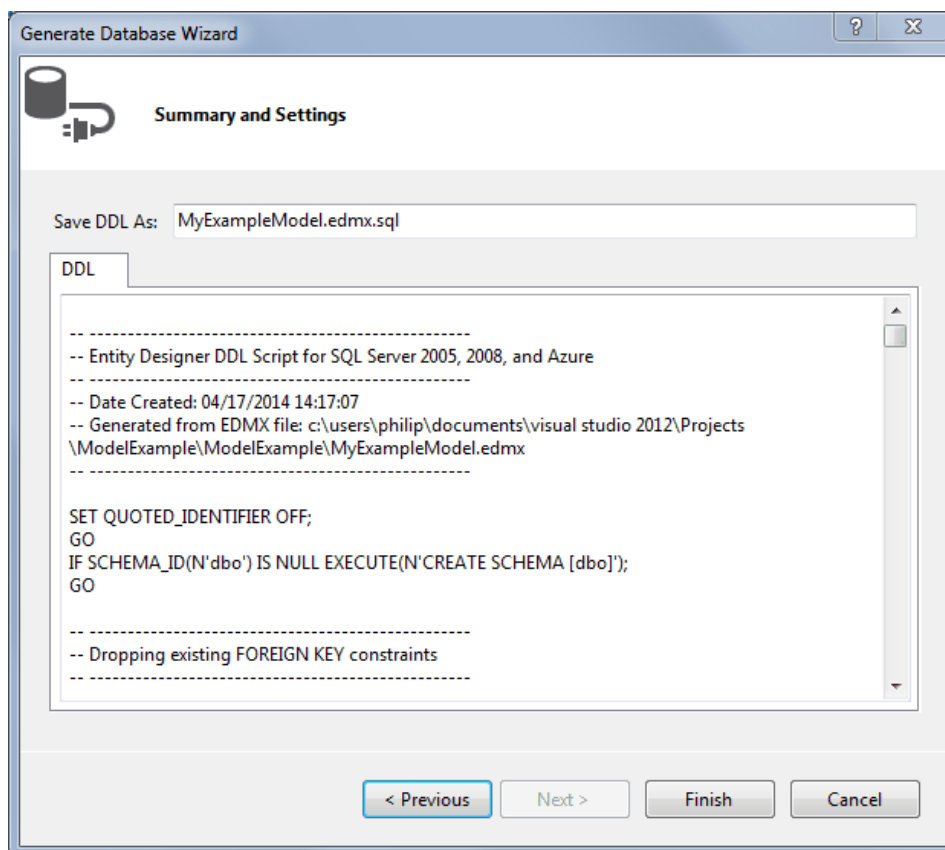 Generate Database Wizard
Summary and Settings
Save DDL As: MyExampleModel.edmx.sql
DDL
-- --------------------------------------------------
-- Entity Designer DDL Script for SQL Server 2005, 2008, and Azure
-- --------------------------------------------------
-- Date Created: 04/17/2014 14:17:07
-- Generated from EDMX file: c:\users\philip\documents\visual studio 2012\Projects
\ModelExample\ModelExample\MyExampleModel.edmx
-- --------------------------------------------------
SET QUOTED_IDENTIFIER OFF;
GO
IF SCHEMA_ID(N'dbo') IS NULL EXECUTE(N'CREATE SCHEMA [dbo]');
GO
-- --------------------------------------------------
-- Dropping existing FOREIGN KEY constraints
-- --------------------------------------------------
< Previous Next > Finish Cancel